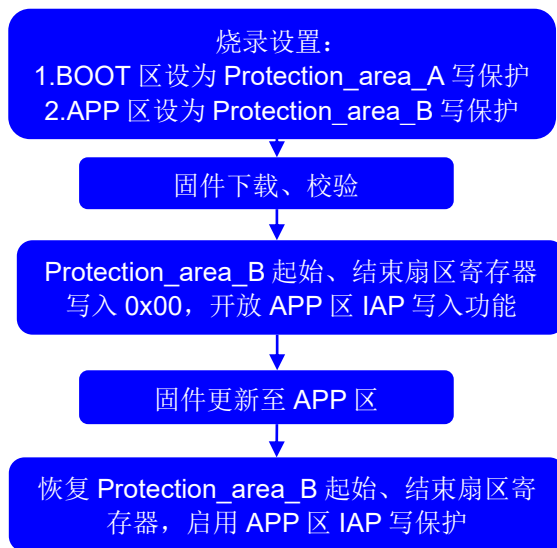 烧录设置：
1.BOOT 区设为 Protection_area_A 写保护
2.APP 区设为 Protection_area_B 写保护
固件下载、校验
Protection_area_B 起始、结束扇区寄存器
写入 0x00，开放 APP 区 IAP 写入功能
固件更新至 APP 区
恢复 Protection_area_B 起始、结束扇区寄
存器，启用 APP 区 IAP 写保护